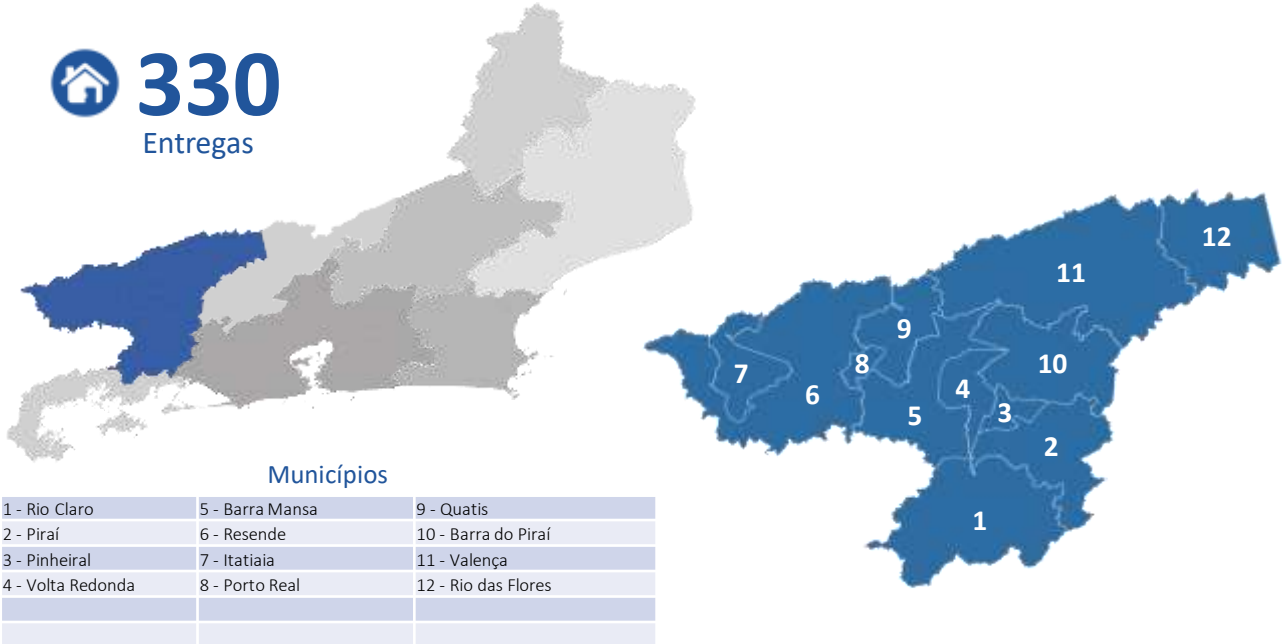 330
Entregas
12
11
9
10
8
7
4
6
3
5
2
1
Municípios
1 - Rio Claro 5 - Barra Mansa 9 - Quatis
2 - Piraí 6 - Resende 10 - Barra do Piraí
3 - Pinheiral 7 - Itatiaia 11 - Valença
4 - Volta Redonda 8 - Porto Real 12 - Rio das Flores